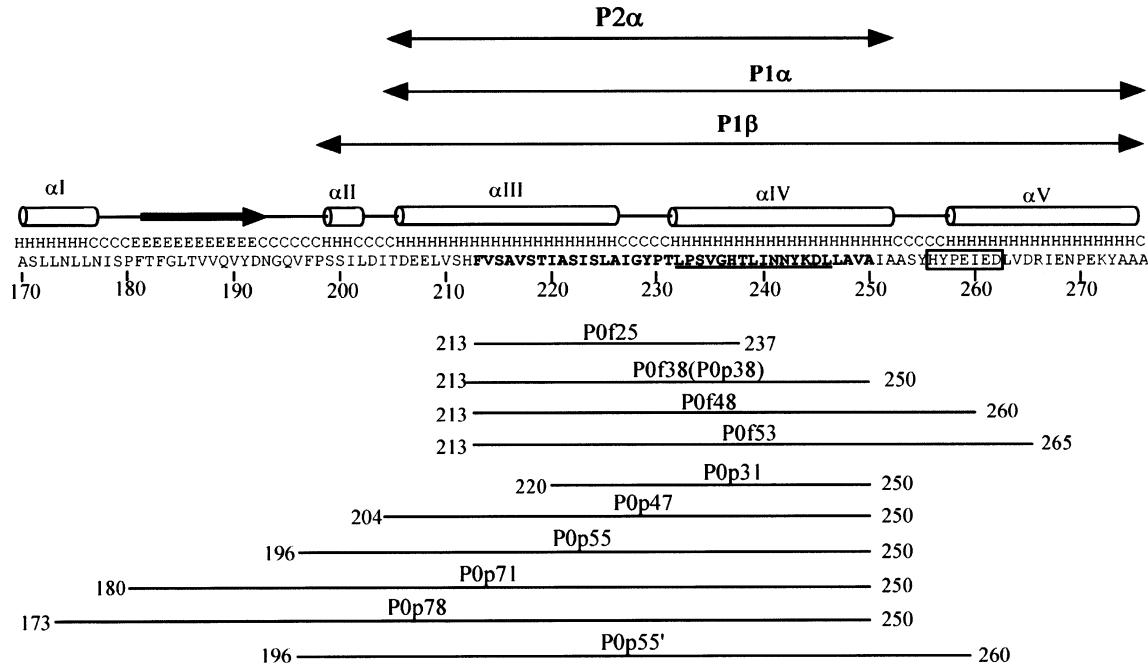 P2α
P1α
P1β
αI αII αIII αIV αV
HHHHHHHCCCCEEEEEEEEEEEECCCCCCHHHCCCCHHHHHHHHHHHHHHHHHHHHHCCCCCHHHHHHHHHHHHHHHHHHHHHCCCCCHHHHHHHHHHHHHHHHHHC
ASLLNLLNISPFTFGLTVVQVYDNGQVFPSSILDITDEELVSHFVSAVSTIASISLAIGYPTLPSVGHTLINNYKDLLAVAIAASYHYPEIEDLVDRIENPEKYAAA
170 180 190 200 210 220 230 240 250 260 270
213 P0f25 237
213 P0f38(P0p38) 250
213 P0f48 260
213 P0f53 265
220 P0p31 250
204 P0p47 250
196 P0p55 250
180 P0p71 250
173 P0p78 250
196 P0p55' 260